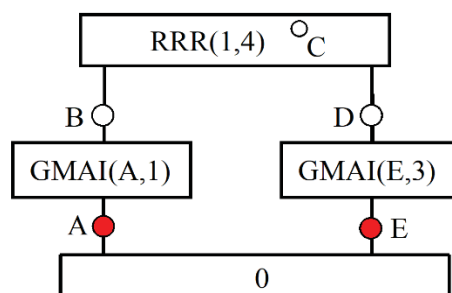 RRR(1,4) C
B D
GMAI(A,1) GMAI(E,3)
A E
0